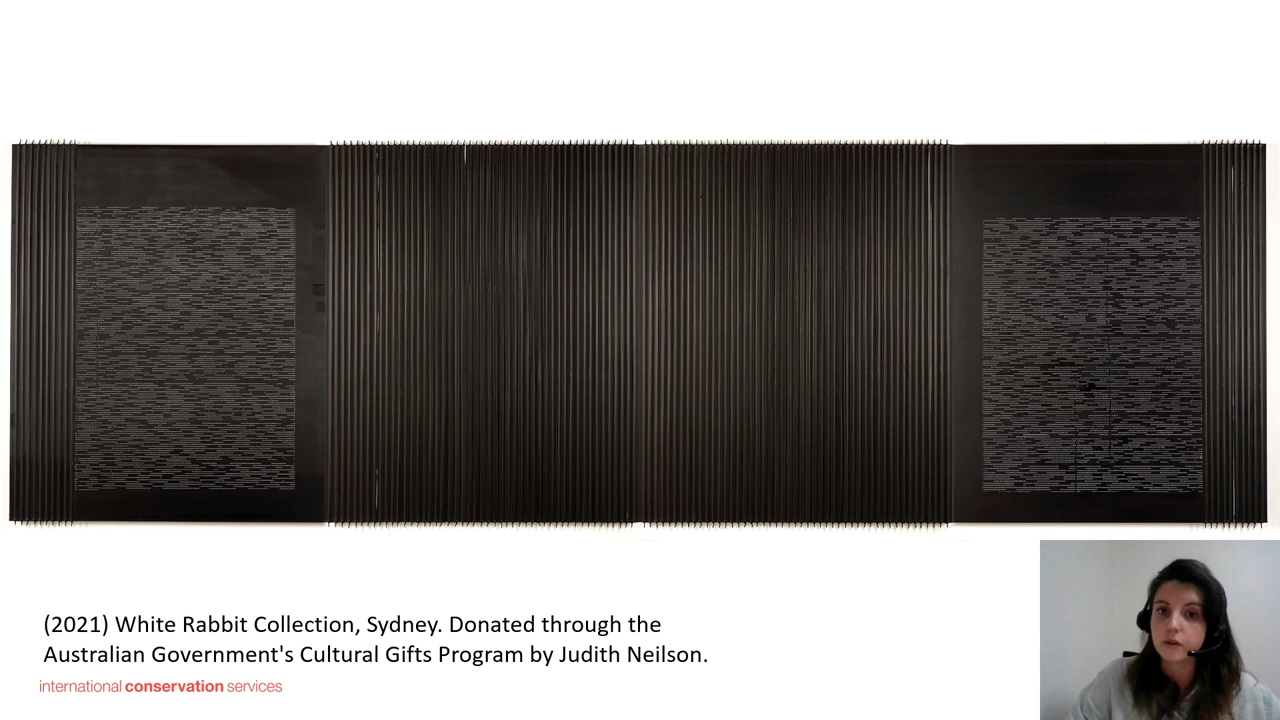 (2021) White Rabbit Collection, Sydney. Donated through the
Australian Government's Cultural Gifts Program by Judith Neilson.
international conservation services